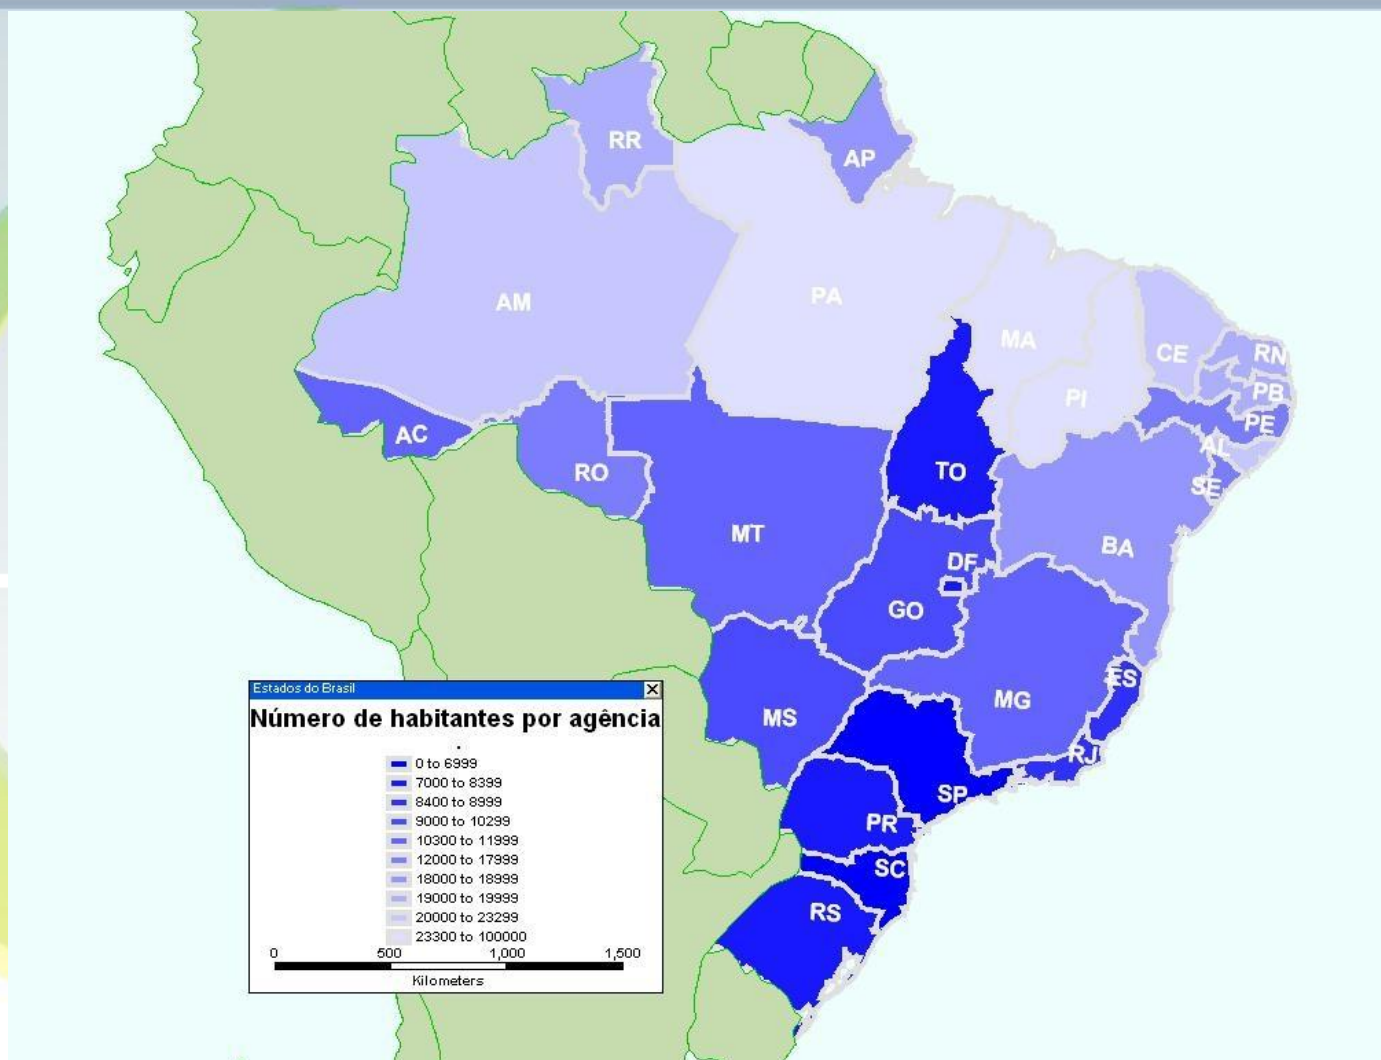 RR
AP
AM
PA
MA
CE
RN
PI
PB
PE
AC
AL
RO
TO
SE
MT
BA
DF
GO
ES
MS
MG
RJ
SP
PR
SC
RS
Estados do Brasil
Número de habitantes por agência
.
0 to 6999
7000 to 8399
8400 to 8999
9000 to 10299
10300 to 11999
12000 to 17999
18000 to 18999
19000 to 19999
20000 to 23299
23300 to 100000
0 500 1,000 1,500
Kilometers